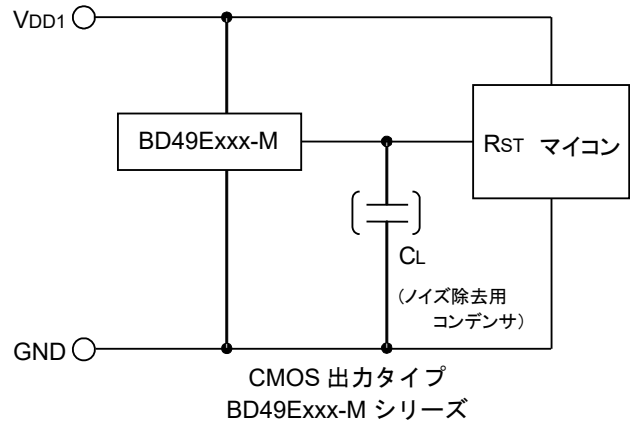 VDD1
BD49Exxx-M
RST マイコン
CL
(ノイズ除去用
コンデンサ)
GND
CMOS 出力タイプ
BD49Exxx-M シリーズ